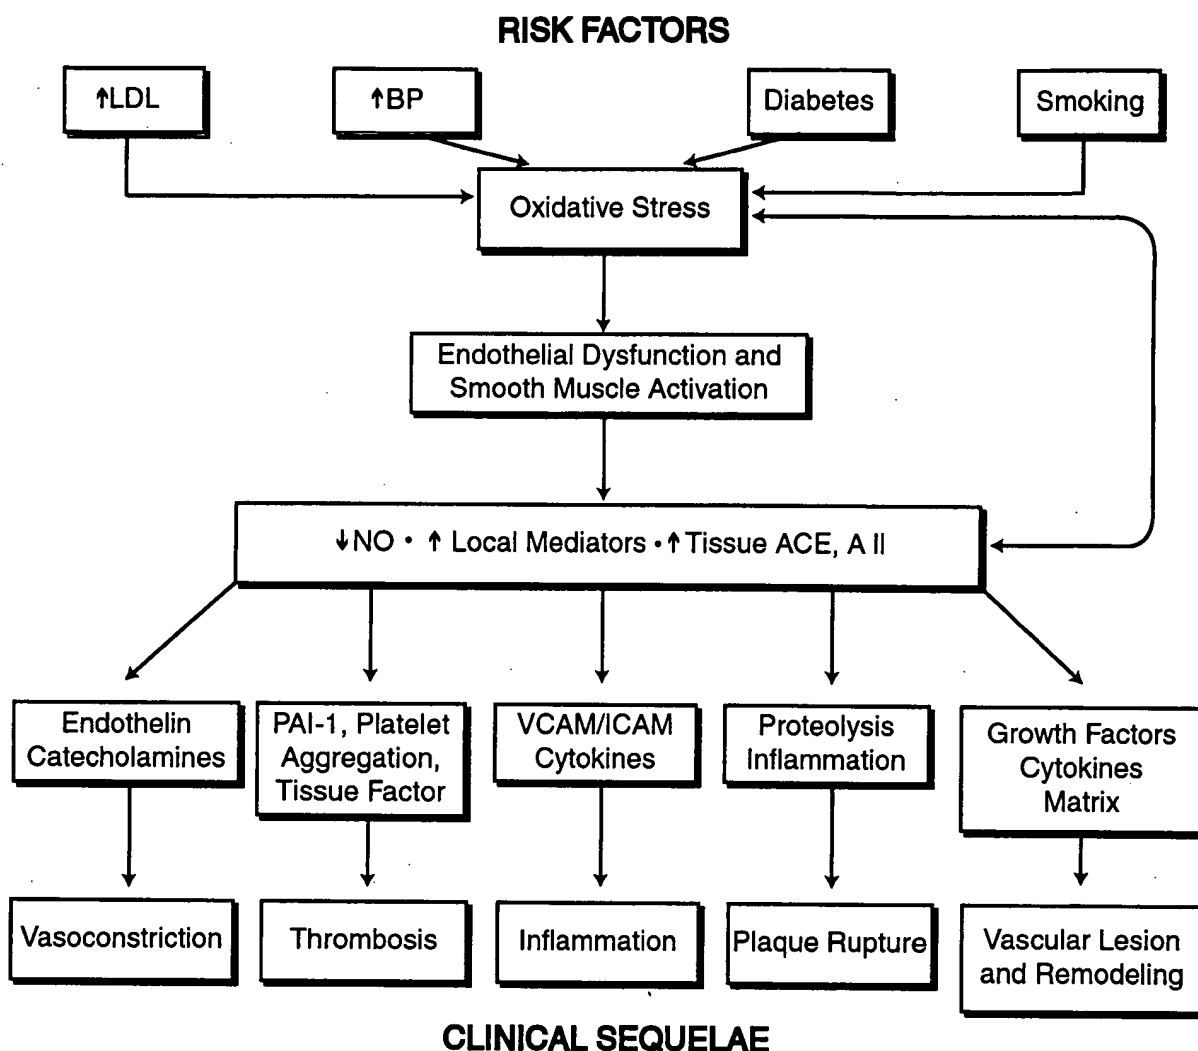 RISK FACTORS
↑LDL
↑BP
Diabetes
Smoking
Oxidative Stress
Endothelial Dysfunction and
Smooth Muscle Activation
↓NO • ↑ Local Mediators • ↑ Tissue ACE, A II
Endothelin
Catecholamines
PAI-1, Platelet
Aggregation,
Tissue Factor
VCAM/ICAM
Cytokines
Proteolysis
Inflammation
Growth Factors
Cytokines
Matrix
Vasoconstriction
Thrombosis
Inflammation
Plaque Rupture
Vascular Lesion
and Remodeling
CLINICAL SEQUELAE